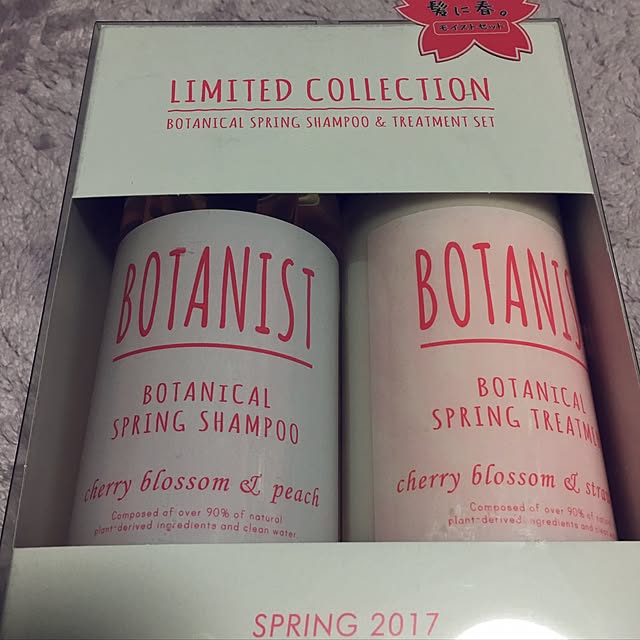 髪に春。
モイストセット
LIMITED COLLECTION
BOTANICAL SPRING SHAMPOO & TREATMENT SET
BOTANIST
BOTANICAL
SPRING SHAMPOO
cherry blossom & peach
Composed of over 90% of natural
plant-derived ingredients and clean water.
BOTANIS
BOTANICAL
SPRING TREATM
cherry blossom & stra
Composed of over 90% of natu
plant-derived ingredients and clean
SPRING 2017